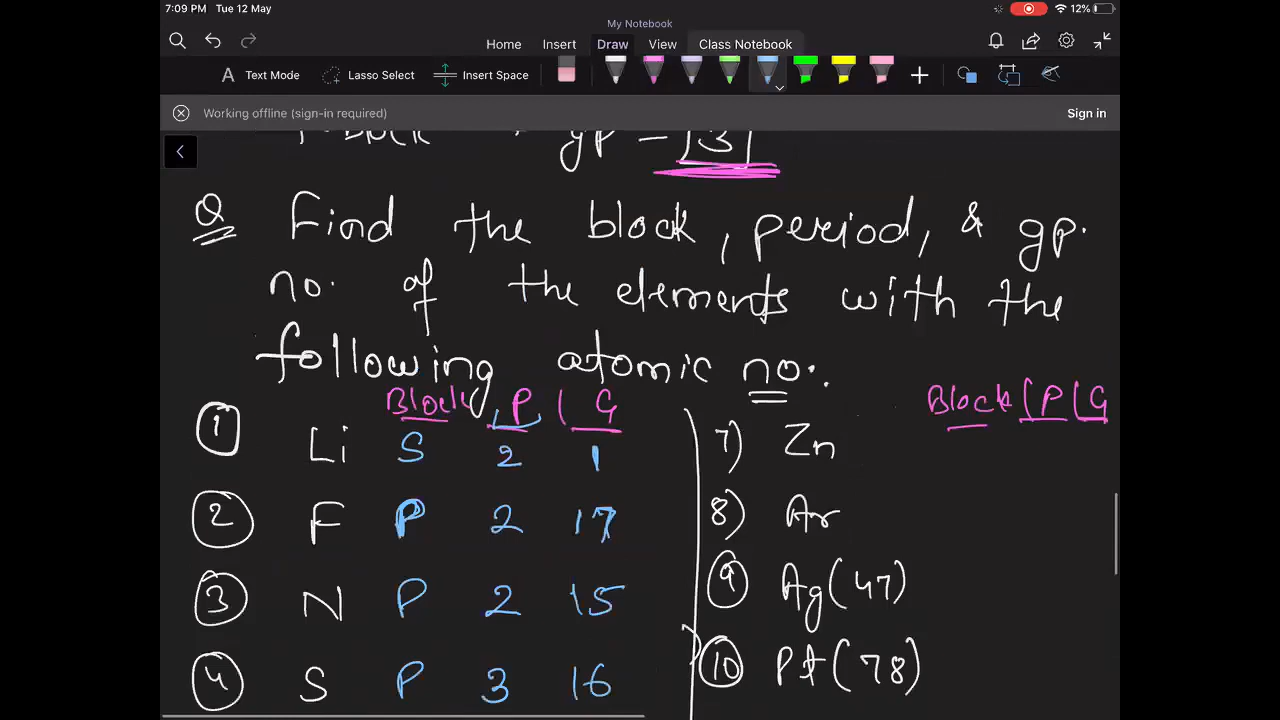 7:09 PM Tue 12 May
12%
My Notebook
Home Insert Draw View Class Notebook
Text Mode Lasso Select Insert Space
Working offline (sign-in required) Sign in
block gp = 13
Q Find the block, period, & gp.
no. of the elements with the
following atomic no.
Block P | G
1 Li S 2 1
2 F P 2 17
3 N P 2 15
4 S P 3 16
Block | P | G
7) Zn
8) Ar
9 Ag(47)
10 Pt(78)